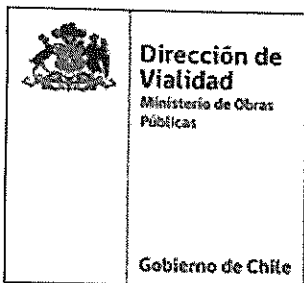 Dirección de
Vialidad
Ministerio de Obras
Públicas
Gobierno de Chile